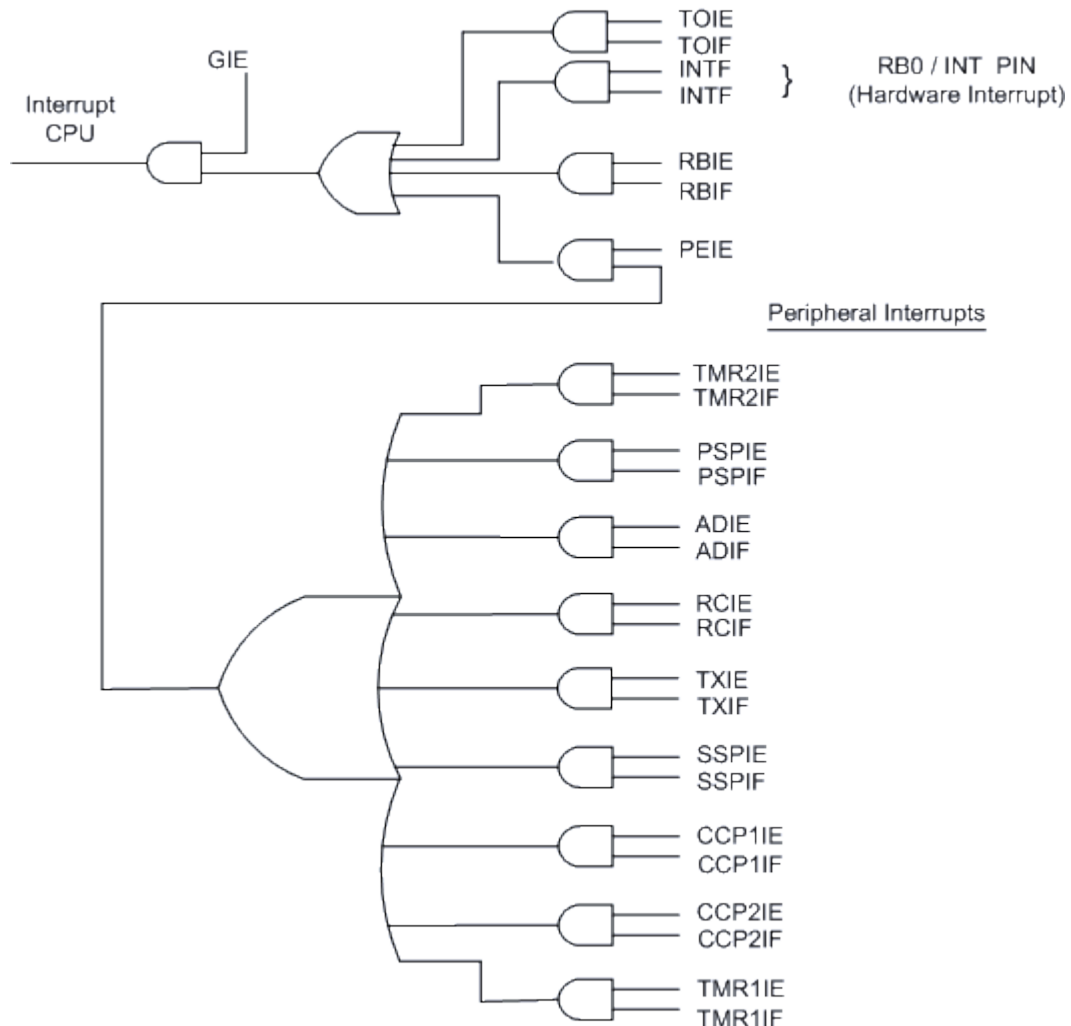 TOIE
TOIF
GIE
INTF
INTF
}
RB0 / INT PIN
(Hardware Interrupt)
Interrupt
CPU
RBIE
RBIF
PEIE
Peripheral Interrupts
TMR2IE
TMR2IF
PSPIE
PSPIF
ADIE
ADIF
RCIE
RCIF
TXIE
TXIF
SSPIE
SSPIF
CCP1IE
CCP1IF
CCP2IE
CCP2IF
TMR1IE
TMR1IF